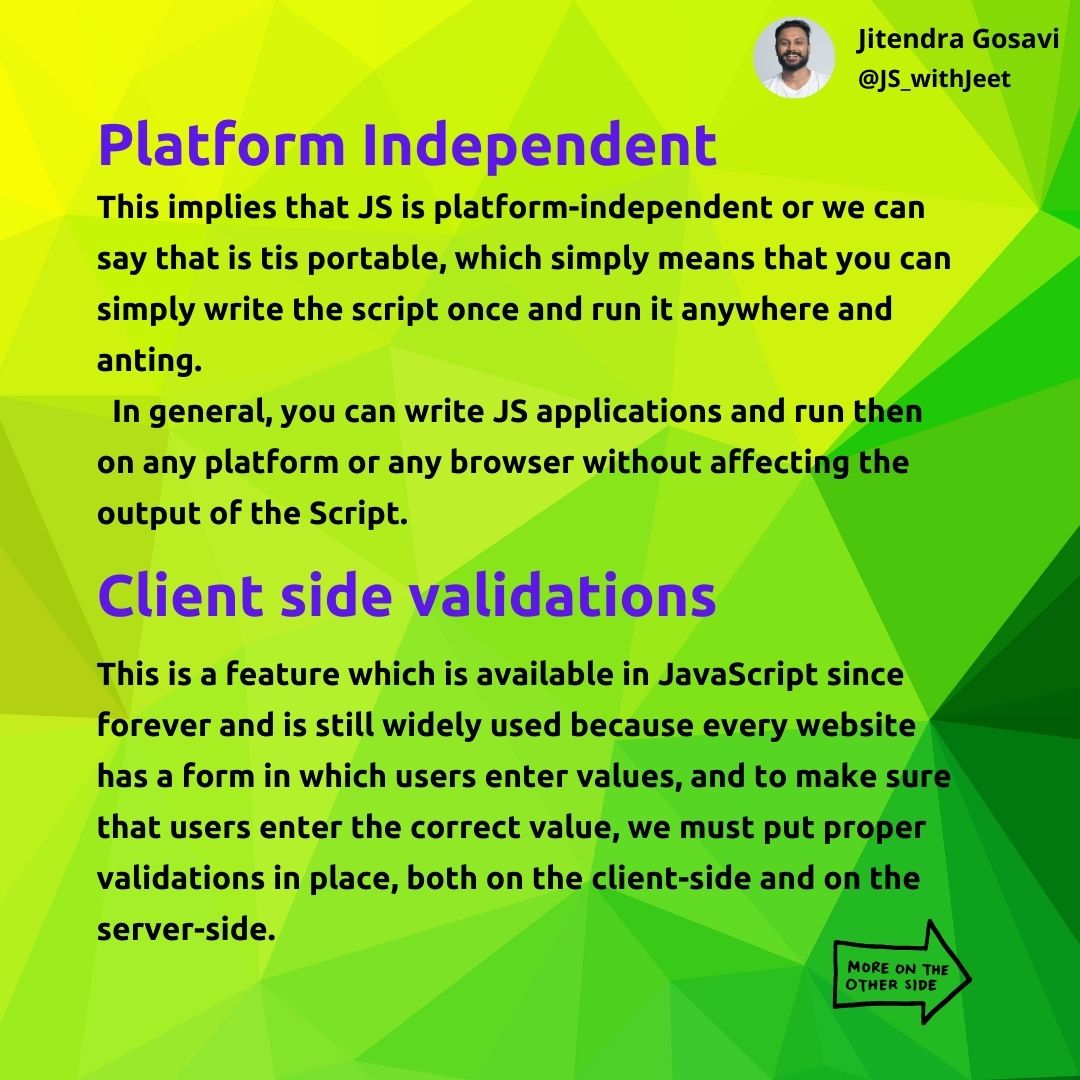 Jitendra Gosavi
@JS_withJeet
Platform Independent
This implies that JS is platform-independent or we can
say that is tis portable, which simply means that you can
simply write the script once and run it anywhere and
anting.
In general, you can write JS applications and run then
on any platform or any browser without affecting the
output of the Script.
Client side validations
This is a feature which is available in JavaScript since
forever and is still widely used because every website
has a form in which users enter values, and to make sure
that users enter the correct value, we must put proper
validations in place, both on the client-side and on the
server-side.
MORE ON THE
OTHER SIDE